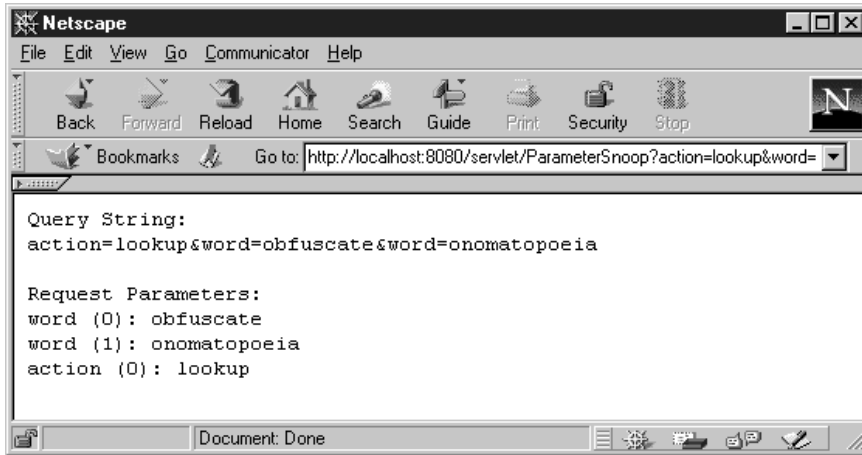 Netscape
File Edit View Go Communicator Help
Back Forward Reload Home Search Guide Print Security Stop
N
Bookmarks Go to: http://localhost:8080/servlet/ParameterSnoop?action=lookup&word=
Query String:
action=lookup&word=obfuscate&word=onomatopoeia
Request Parameters:
word (0): obfuscate
word (1): onomatopoeia
action (0): lookup
Document: Done